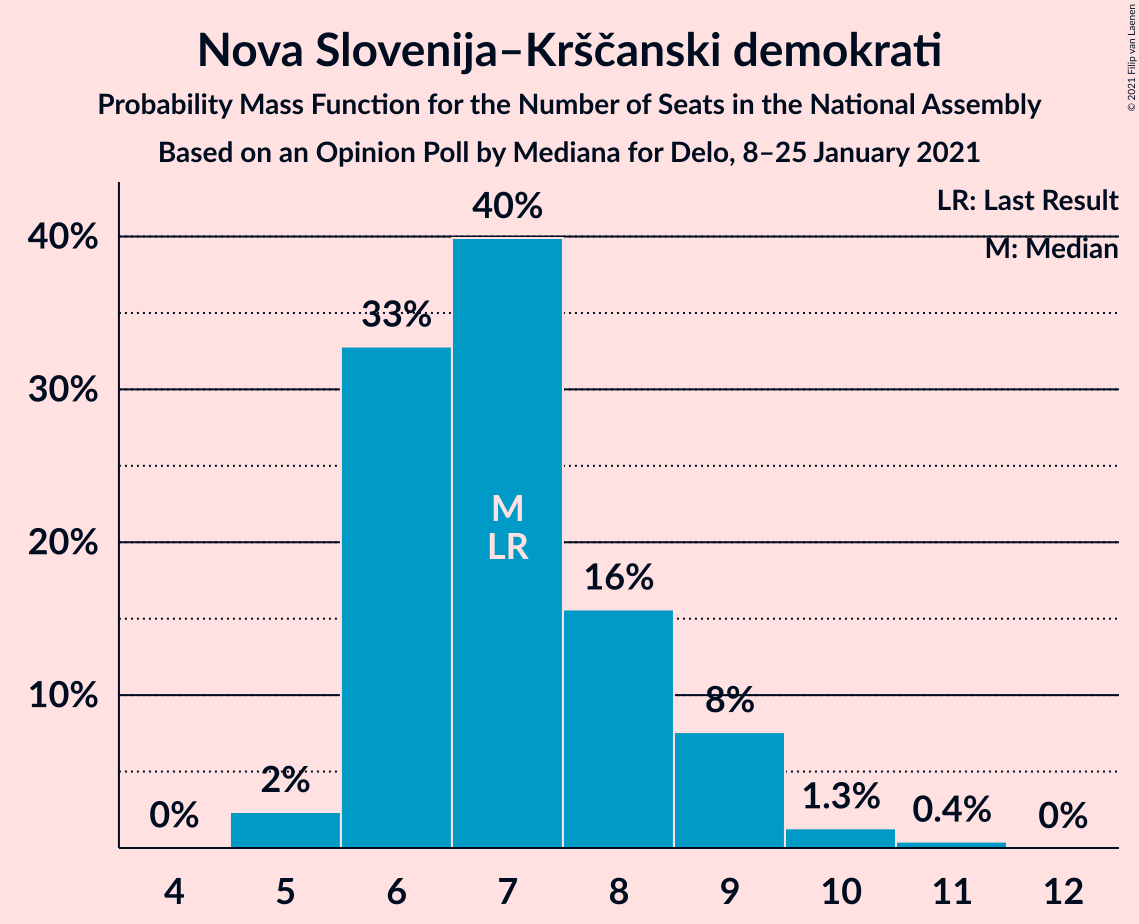 Nova Slovenija–Krščanski demokrati
Probability Mass Function for the Number of Seats in the National Assembly
Based on an Opinion Poll by Mediana for Delo, 8–25 January 2021
© 2021 Filip van Laenen
LR: Last Result
M: Median
40%
30%
20%
10%
0%
2%
33%
40%
M
LR
16%
8%
1.3%
0.4%
0%
4 5 6 7 8 9 10 11 12